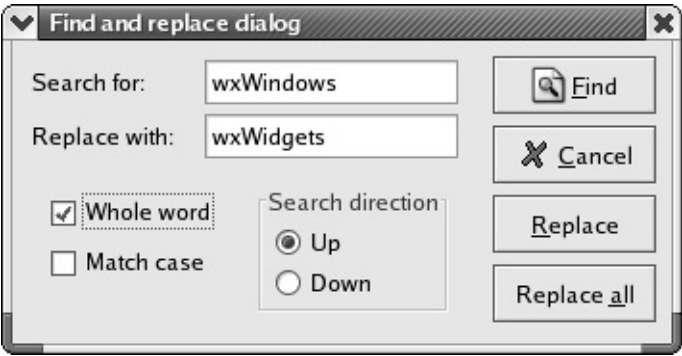 Find and replace dialog
Search for: wxWindows
Find
Replace with: wxWidgets
Cancel
Whole word
Search direction
Replace
Up
Match case
Down
Replace all